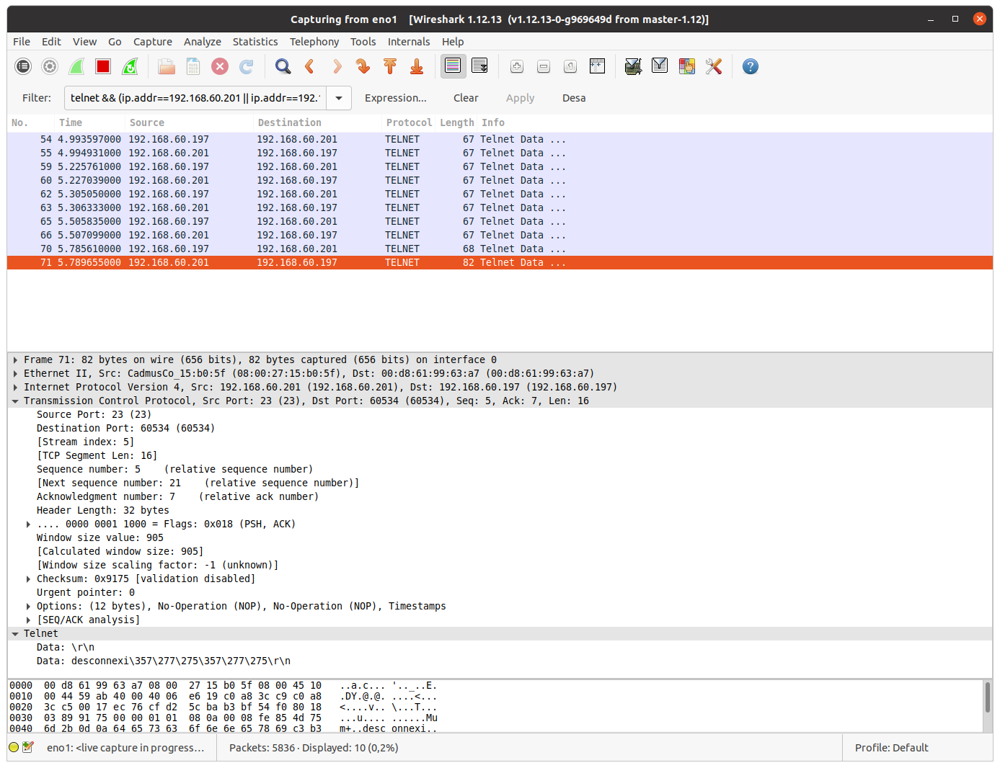 Capturing from eno1    [Wireshark 1.12.13  (v1.12.13-0-g969649d from master-1.12)]
File Edit View Go Capture Analyze Statistics Telephony Tools Internals Help
Filter: telnet && (ip.addr==192.168.60.201 || ip.addr==192. Expression... Clear Apply Desa
No. Time Source Destination Protocol Length Info
54 4.993597000 192.168.60.197 192.168.60.201 TELNET 67 Telnet Data ...
55 4.994931000 192.168.60.201 192.168.60.197 TELNET 67 Telnet Data ...
59 5.225761000 192.168.60.197 192.168.60.201 TELNET 67 Telnet Data ...
60 5.227039000 192.168.60.201 192.168.60.197 TELNET 67 Telnet Data ...
62 5.305050000 192.168.60.197 192.168.60.201 TELNET 67 Telnet Data ...
63 5.306333000 192.168.60.201 192.168.60.197 TELNET 67 Telnet Data ...
65 5.505835000 192.168.60.197 192.168.60.201 TELNET 67 Telnet Data ...
66 5.507099000 192.168.60.201 192.168.60.197 TELNET 67 Telnet Data ...
70 5.785610000 192.168.60.197 192.168.60.201 TELNET 68 Telnet Data ...
71 5.789655000 192.168.60.201 192.168.60.197 TELNET 82 Telnet Data ...
Frame 71: 82 bytes on wire (656 bits), 82 bytes captured (656 bits) on interface 0
Ethernet II, Src: CadmusCo_15:b0:5f (08:00:27:15:b0:5f), Dst: 00:d8:61:99:63:a7 (00:d8:61:99:63:a7)
Internet Protocol Version 4, Src: 192.168.60.201 (192.168.60.201), Dst: 192.168.60.197 (192.168.60.197)
Transmission Control Protocol, Src Port: 23 (23), Dst Port: 60534 (60534), Seq: 5, Ack: 7, Len: 16
Source Port: 23 (23)
Destination Port: 60534 (60534)
[Stream index: 5]
[TCP Segment Len: 16]
Sequence number: 5    (relative sequence number)
[Next sequence number: 21    (relative sequence number)]
Acknowledgment number: 7    (relative ack number)
Header Length: 32 bytes
.... 0000 0001 1000 = Flags: 0x018 (PSH, ACK)
Window size value: 905
[Calculated window size: 905]
[Window size scaling factor: -1 (unknown)]
Checksum: 0x9175 [validation disabled]
Urgent pointer: 0
Options: (12 bytes), No-Operation (NOP), No-Operation (NOP), Timestamps
[SEQ/ACK analysis]
Telnet
Data: \r\n
Data: desconnexi\357\277\275\357\277\275\r\n
0000  00 d8 61 99 63 a7 08 00  27 15 b0 5f 08 00 45 10   ..a.c... '.._..E.
0010  00 44 59 ab 40 00 40 06  e6 19 c0 a8 3c c9 c0 a8   .DY.@.@. ....<...
0020  3c c5 00 17 ec 76 cf d2  5c ba b3 bf 54 f0 80 18   <....v.. \...T...
0030  03 89 91 75 00 00 01 01  08 0a 00 08 fe 85 4d 75   ...u.... ......Mu
0040  6d 2b 0d 0a 64 65 73 63  6f 6e 6e 65 78 69 c3 b3   m+..desc onnexi..
eno1: <live capture in progress... Packets: 5836 · Displayed: 10 (0,2%) Profile: Default